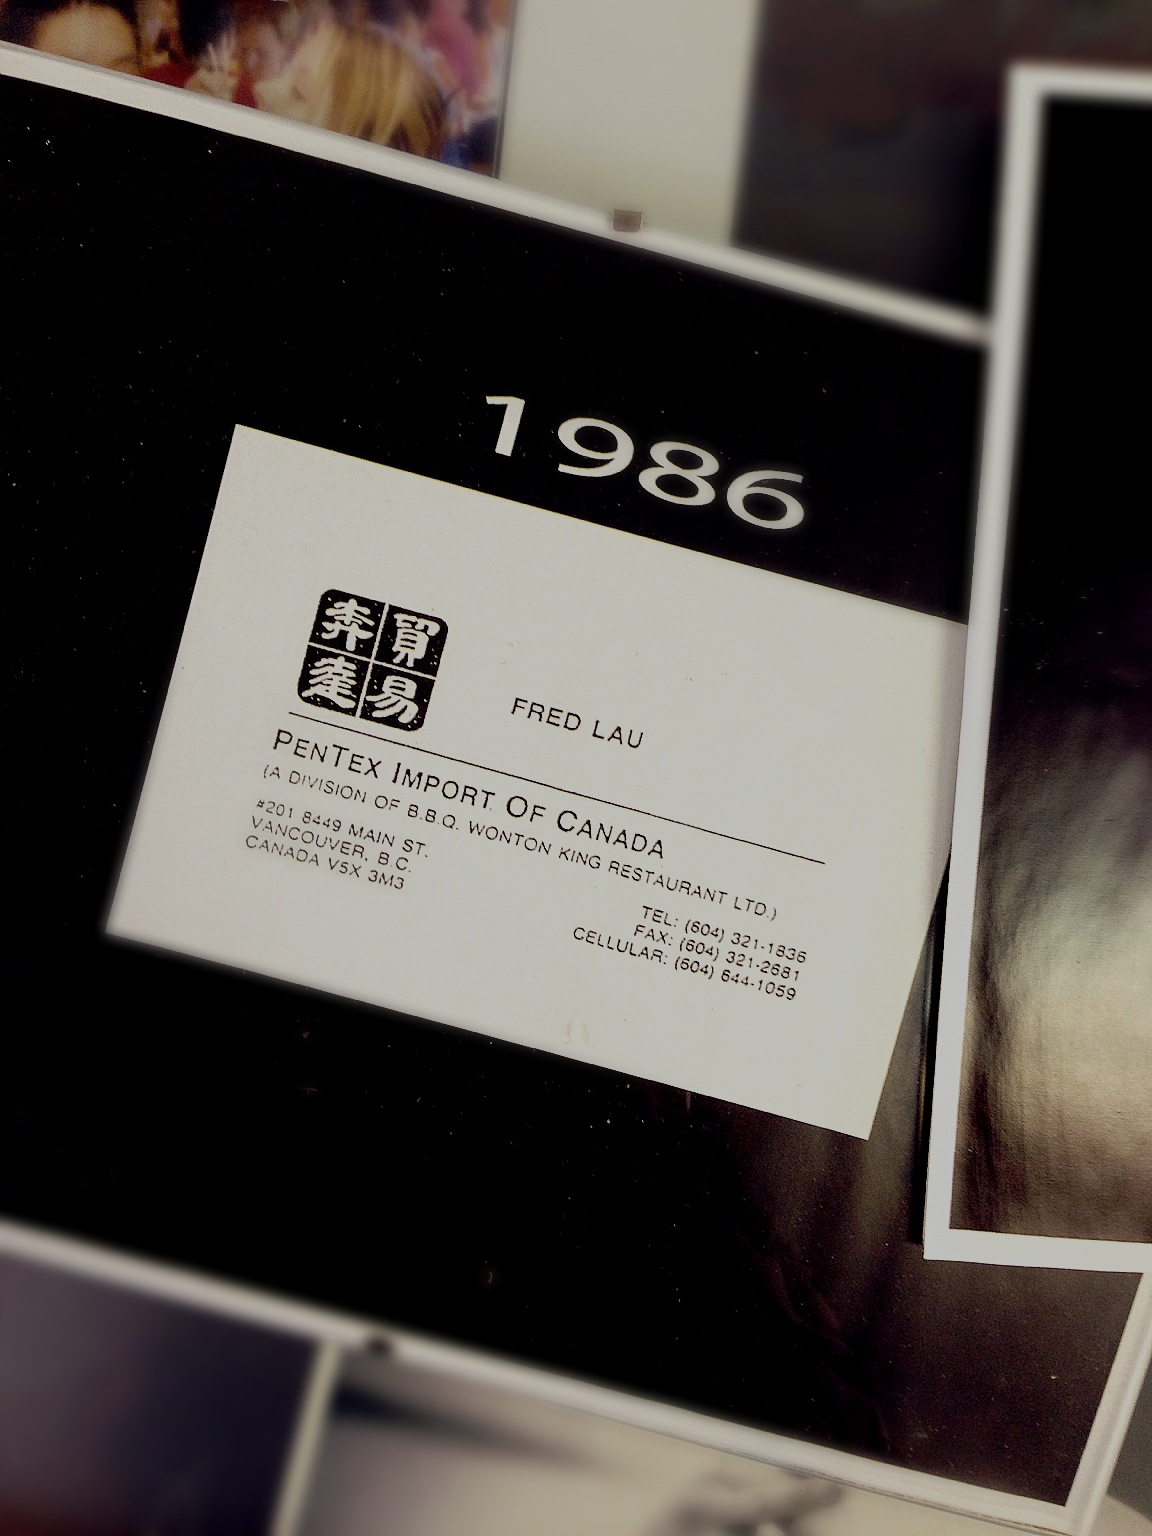 1986
奔達
貿易
FRED LAU
PENTEX IMPORT OF CANADA
(A DIVISION OF B.B.Q. WONTON KING RESTAURANT LTD.)
#201 8449 MAIN ST.
VANCOUVER, B.C.
CANADA V5X 3M3
TEL: (604) 321-1836
FAX: (604) 321-2681
CELLULAR: (604) 644-1059